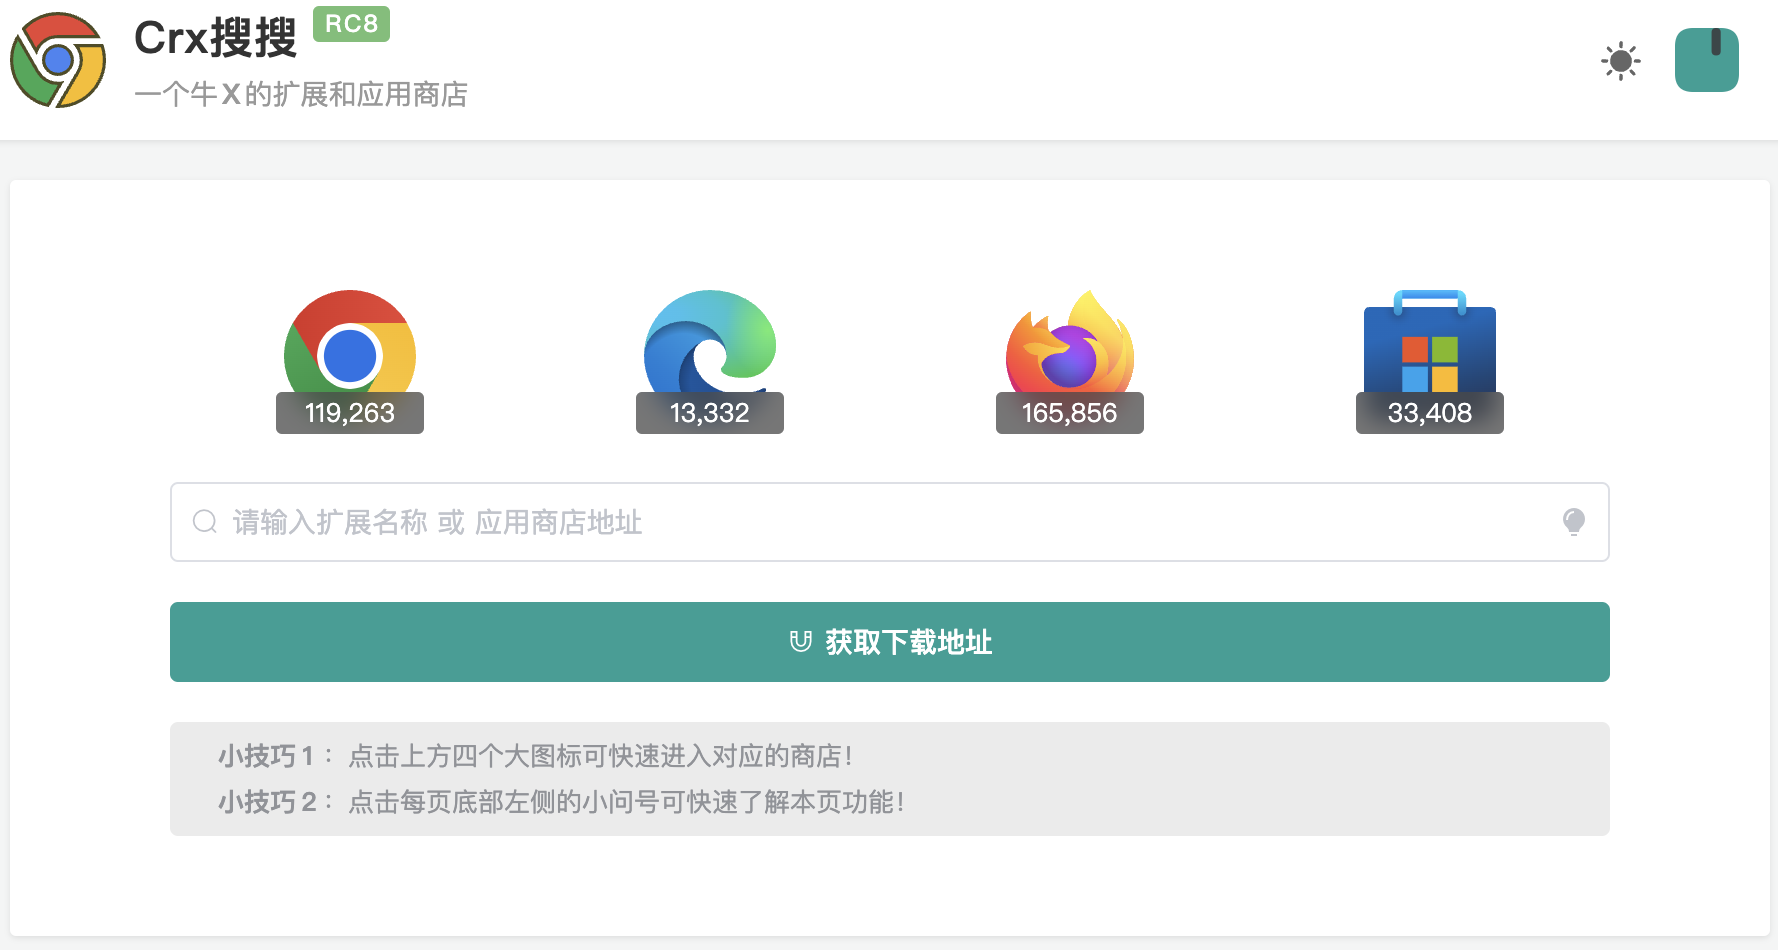 Crx搜搜 RC8
一个牛X的扩展和应用商店
119,263
13,332
165,856
33,408
请输入扩展名称 或 应用商店地址
获取下载地址
小技巧 1： 点击上方四个大图标可快速进入对应的商店！
小技巧 2： 点击每页底部左侧的小问号可快速了解本页功能！